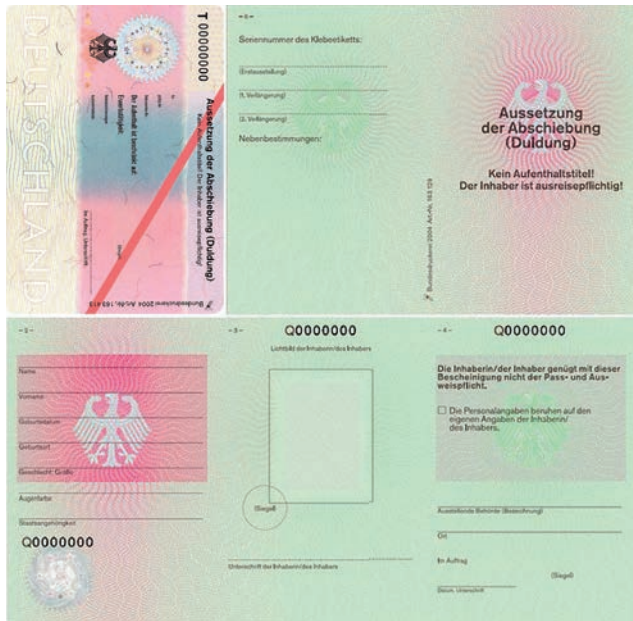 DEUTSCHLAND
T 00000000
Aussetzung der Abschiebung (Duldung)
Kein Aufenthaltstitel! Der Inhaber ist ausreisepflichtig!
Der Aufenthalt ist beschränkt auf:
Erwerbstätigkeit:
(Siegel)
Im Auftrag, Unterschrift
Bundesdruckerei 2004 Art.-Nr. 163 413
– 6 –
Seriennummer des Klebeetiketts:
(Erstausstellung)
(1. Verlängerung)
(2. Verlängerung)
Nebenbestimmungen:
Bundesdruckerei 2004 Art.-Nr. 163 129
Aussetzung
der Abschiebung
(Duldung)
Kein Aufenthaltstitel!
Der Inhaber ist ausreisepflichtig!
Name
Vorname
Geburtsdatum
Geburtsort
Geschlecht; Größe
Augenfarbe
Staatsangehörigkeit
Q0000000
– 3 –
Q0000000
Lichtbild der Inhaberin/des Inhabers
(Siegel)
Unterschrift der Inhaberin/des Inhabers
– 4 –
Q0000000
Die Inhaberin/der Inhaber genügt mit dieser
Bescheinigung nicht der Pass- und Aus-
weispflicht.
Die Personalangaben beruhen auf den
eigenen Angaben der Inhaberin/
des Inhabers.
Ausstellende Behörde (Bezeichnung)
Ort
Im Auftrag
(Siegel)
Datum, Unterschrift